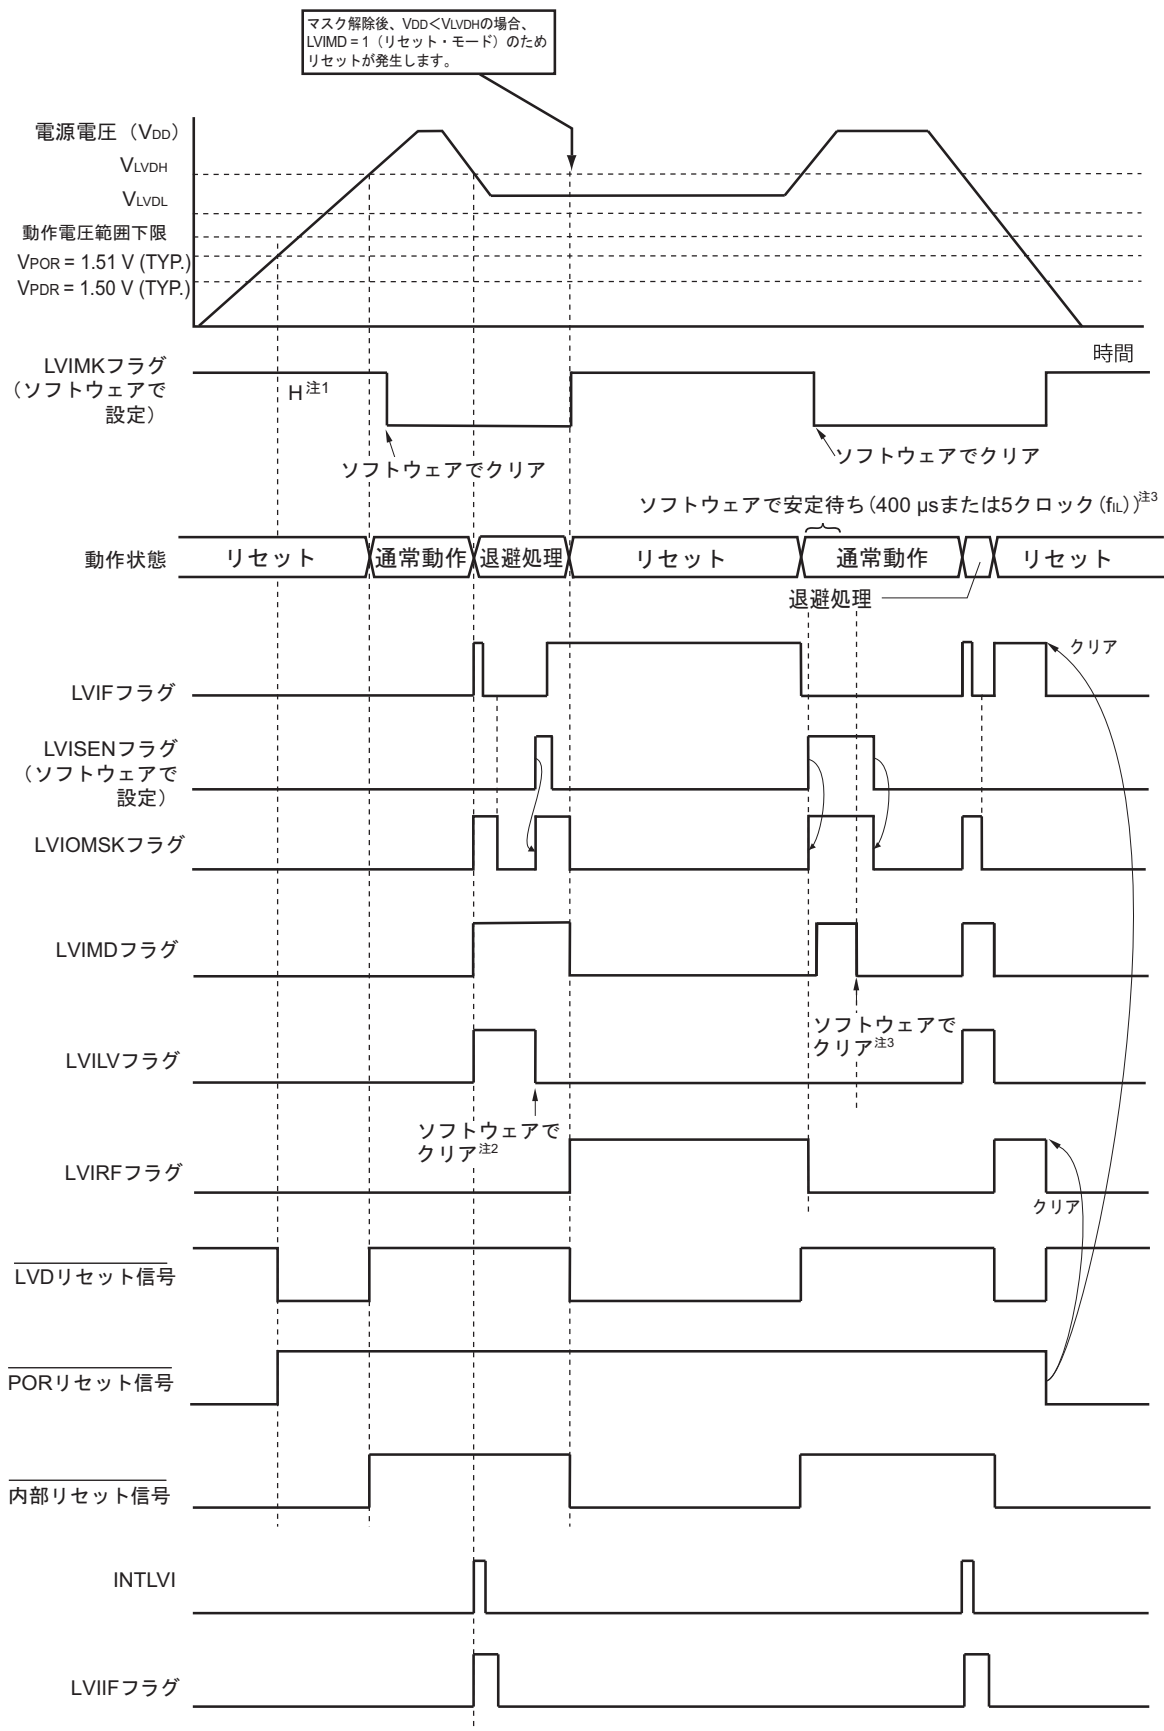 マスク解除後、VDD＜VLVDHの場合、
LVIMD = 1（リセット・モード）のため
リセットが発生します。
電源電圧（VDD）
VLVDH
VLVDL
動作電圧範囲下限
VPOR = 1.51 V (TYP.)
VPDR = 1.50 V (TYP.)
時間
LVIMKフラグ
（ソフトウェアで
設定）
H注1
ソフトウェアでクリア
ソフトウェアでクリア
ソフトウェアで安定待ち（400 μsまたは5クロック（fIL））注3
動作状態
リセット
通常動作
退避処理
リセット
通常動作
リセット
退避処理
クリア
LVIFフラグ
LVISENフラグ
（ソフトウェアで
設定）
LVIOMSKフラグ
LVIMDフラグ
ソフトウェアで
クリア注3
LVILVフラグ
ソフトウェアで
クリア注2
LVIRFフラグ
クリア
LVDリセット信号
PORリセット信号
内部リセット信号
INTLVI
LVIIFフラグ